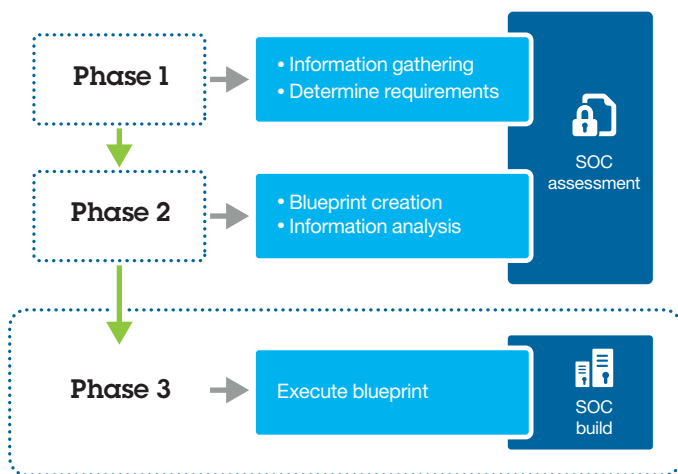 Phase 1
• Information gathering
• Determine requirements
SOC
assessment
Phase 2
• Blueprint creation
• Information analysis
Phase 3
Execute blueprint
SOC
build